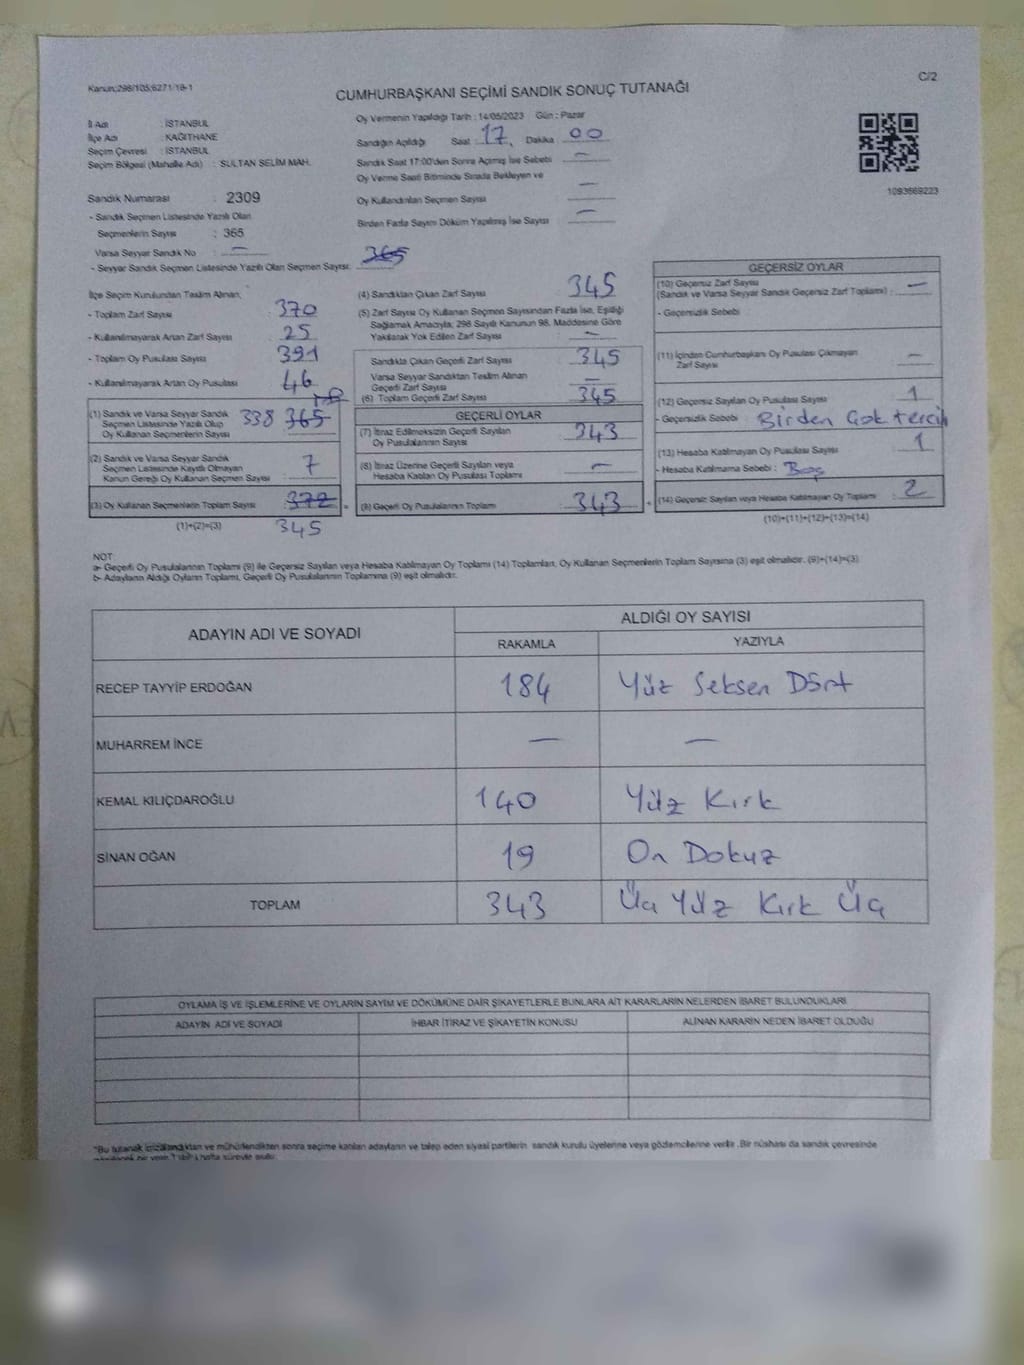 Kanun:298/105;6271/18-1
C/2
CUMHURBAŞKANI SEÇİMİ SANDIK SONUÇ TUTANAĞI
İl Adı : İSTANBUL
İlçe Adı : KAĞITHANE
Seçim Çevresi : İSTANBUL
Seçim Bölgesi (Mahalle Adı) : SULTAN SELİM MAH.
Oy Vermenin Yapıldığı Tarih : 14/05/2023 Gün : Pazar
Sandığın Açıldığı Saat : 17 Dakika 00
Sandık Saat 17:00'den Sonra Açılmış İse Sebebi —
Oy Verme Saati Bitiminde Sırada Bekleyen ve
Oy Kullandırılan Seçmen Sayısı —
Birden Fazla Sayım Döküm Yapılmış İse Sayısı —
1093669223
Sandık Numarası : 2309
- Sandık Seçmen Listesinde Yazılı Olan
Seçmenlerin Sayısı : 365
Varsa Seyyar Sandık No : —
- Seyyar Sandık Seçmen Listesinde Yazılı Olan Seçmen Sayısı: 365
İlçe Seçim Kurulundan Teslim Alınan;
- Toplam Zarf Sayısı : 370
- Kullanılmayarak Artan Zarf Sayısı : 25
- Toplam Oy Pusulası Sayısı : 391
- Kullanılmayarak Artan Oy Pusulası : 46
(1) Sandık ve Varsa Seyyar Sandık
Seçmen Listesinde Yazılı Olup
Oy Kullanan Seçmenlerin Sayısı 338 365
(2) Sandık ve Varsa Seyyar Sandık
Seçmen Listesinde Kayıtlı Olmayan
Kanun Gereği Oy Kullanan Seçmen Sayısı 7
(3) Oy Kullanan Seçmenlerin Toplam Sayısı 372
(1)+(2)=(3) 345
(4) Sandıktan Çıkan Zarf Sayısı 345
(5) Zarf Sayısı Oy Kullanan Seçmen Sayısından Fazla İse, Eşitliği
Sağlamak Amacıyla; 298 Sayılı Kanunun 98. Maddesine Göre
Yakılarak Yok Edilen Zarf Sayısı : —
Sandıkta Çıkan Geçerli Zarf Sayısı : 345
Varsa Seyyar Sandıktan Teslim Alınan
Geçerli Zarf Sayısı : —
(6) Toplam Geçerli Zarf Sayısı : 345
GEÇERLİ OYLAR
(7) İtiraz Edilmeksizin Geçerli Sayılan
Oy Pusulalarının Sayısı : 343
(8) İtiraz Üzerine Geçerli Sayılan veya
Hesaba Katılan Oy Pusulası Toplamı : —
(9) Geçerli Oy Pusulalarının Toplamı : 343
GEÇERSİZ OYLAR
(10) Geçersiz Zarf Sayısı
(Sandık ve Varsa Seyyar Sandık Geçersiz Zarf Toplamı) : —
- Geçersizlik Sebebi :
(11) İçinden Cumhurbaşkanı Oy Pusulası Çıkmayan
Zarf Sayısı —
(12) Geçersiz Sayılan Oy Pusulası Sayısı 1
- Geçersizlik Sebebi : Birden Çok tercih
(13) Hesaba Katılmayan Oy Pusulası Sayısı 1
- Hesaba Katılmama Sebebi : Boş
(14) Geçersiz Sayılan veya Hesaba Katılmayan Oy Toplamı : 2
(10)+(11)+(12)+(13)=(14)
NOT:
a- Geçerli Oy Pusulalarının Toplamı (9) ile Geçersiz Sayılan veya Hesaba Katılmayan Oy Toplamı (14) Toplamları, Oy Kullanan Seçmenlerin Toplam Sayısına (3) eşit olmalıdır. (9)+(14)=(3)
b- Adayların Aldığı Oyların Toplamı, Geçerli Oy Pusulalarının Toplamına (9) eşit olmalıdır.
ADAYIN ADI VE SOYADI
ALDIĞI OY SAYISI
RAKAMLA YAZIYLA
RECEP TAYYİP ERDOĞAN 184 Yüz Seksen Dört
MUHARREM İNCE — —
KEMAL KILIÇDAROĞLU 140 Yüz Kırk
SİNAN OĞAN 19 On Dokuz
TOPLAM 343 Üç Yüz Kırk Üç
OYLAMA İŞ VE İŞLEMLERİNE VE OYLARIN SAYIM VE DÖKÜMÜNE DAİR ŞİKAYETLERLE BUNLARA AİT KARARLARIN NELERDEN İBARET BULUNDUKLARI
ADAYIN ADI VE SOYADI İHBAR İTİRAZ VE ŞİKAYETİN KONUSU ALINAN KARARIN NEDEN İBARET OLDUĞU
*Bu tutanak imzalandıktan ve mühürlendikten sonra seçime katılan adayların ve talep eden siyasi partilerin sandık kurulu üyelerine veya gözlemcilerine verilir. Bir nüshası da sandık çevresinde